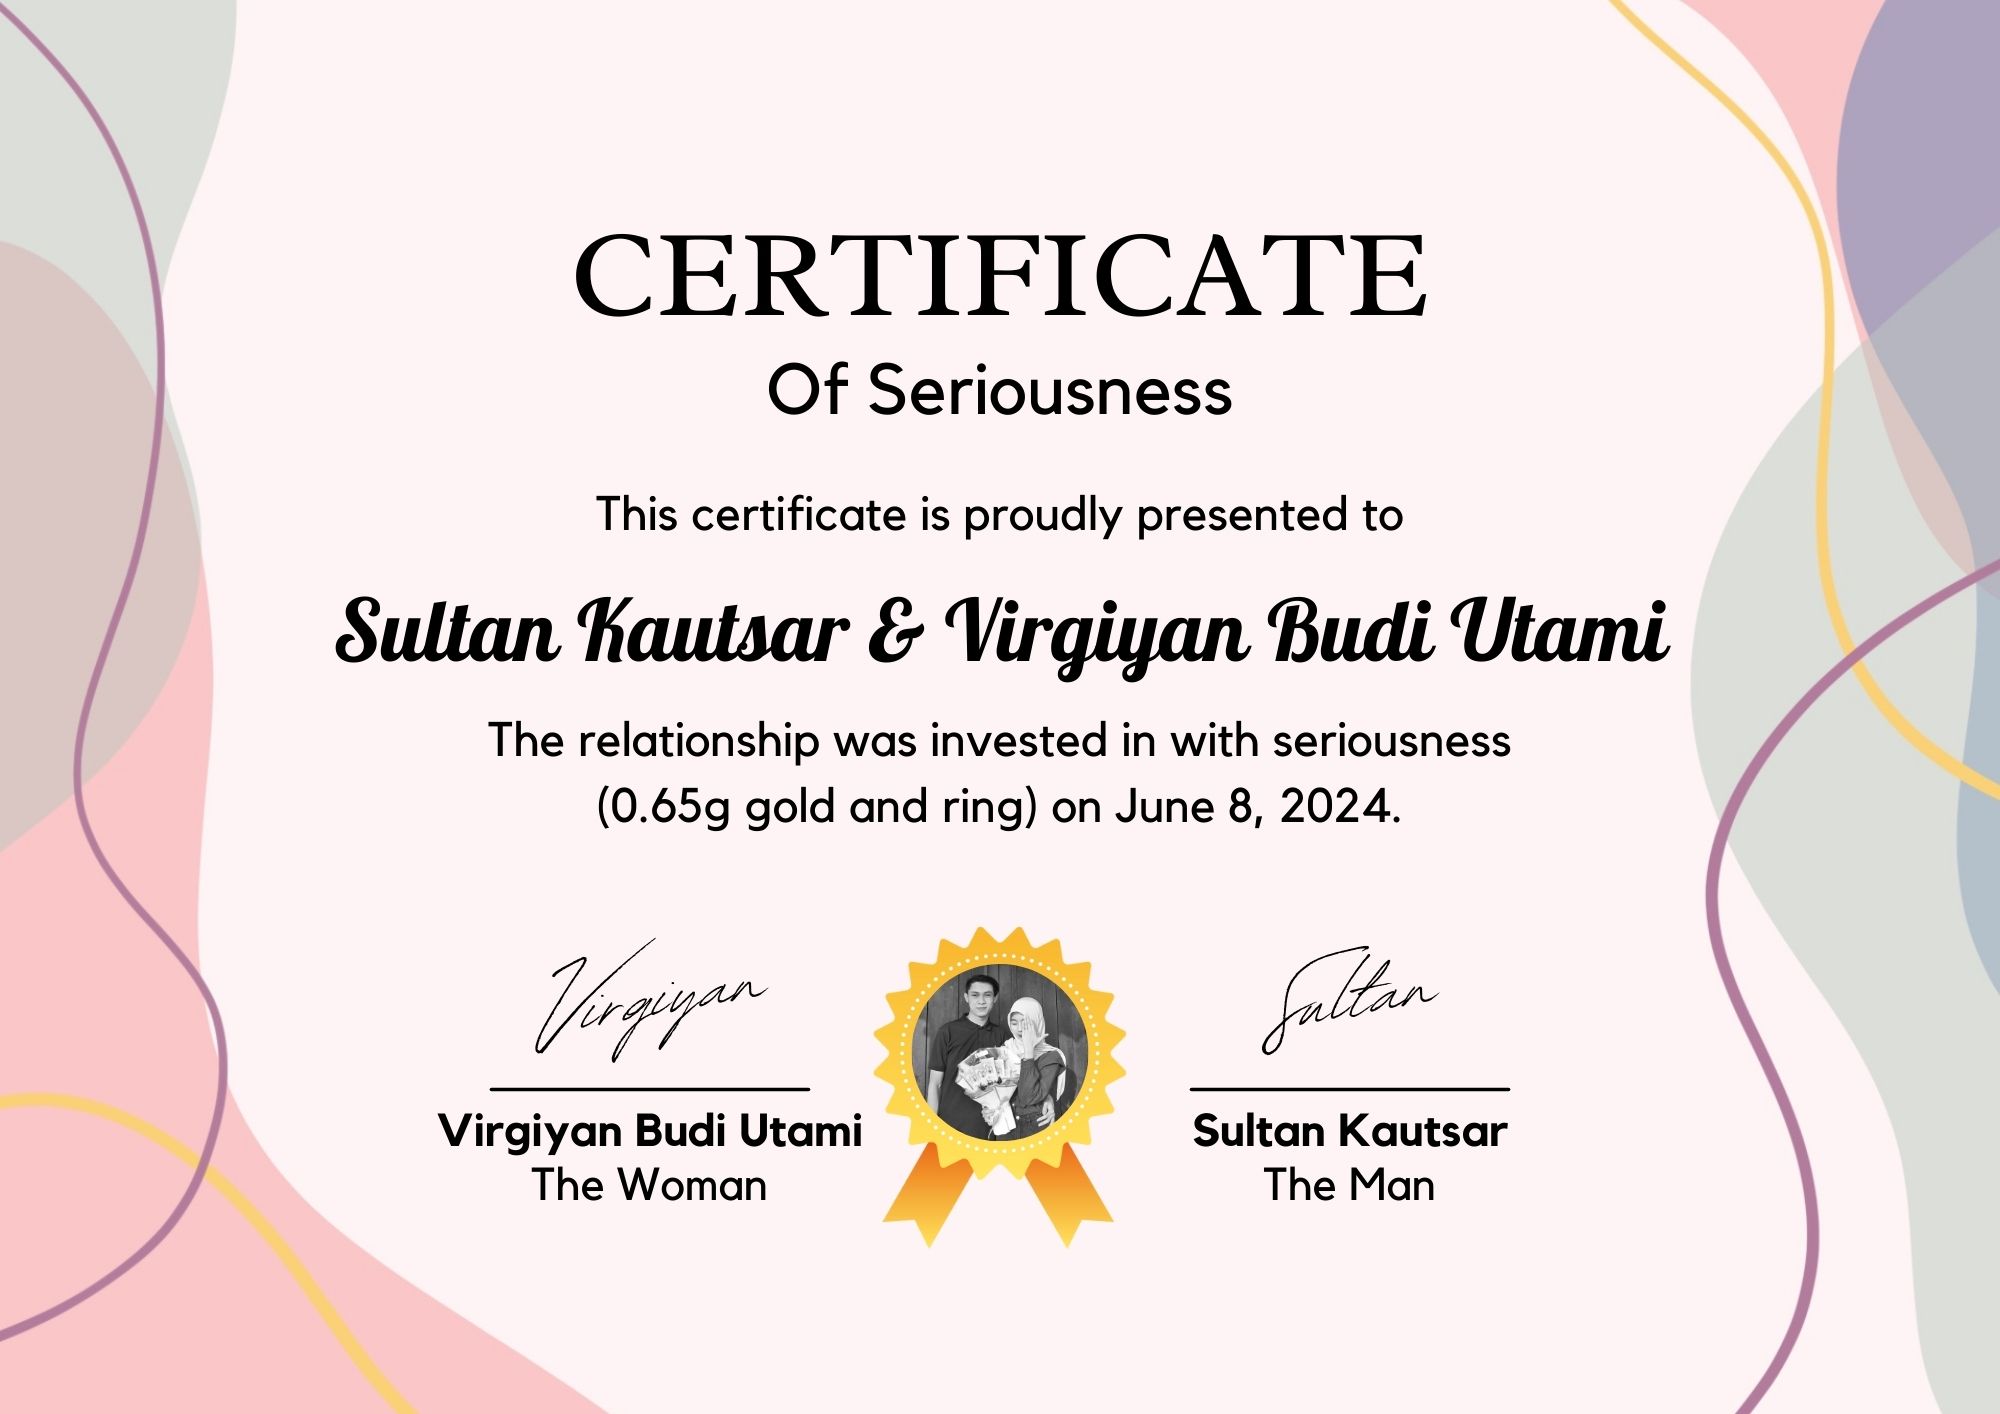 CERTIFICATE
Of Seriousness
This certificate is proudly presented to
Sultan Kautsar & Virgiyan Budi Utami
The relationship was invested in with seriousness
(0.65g gold and ring) on June 8, 2024.
Virgiyan
Virgiyan Budi Utami
The Woman
Sultan
Sultan Kautsar
The Man